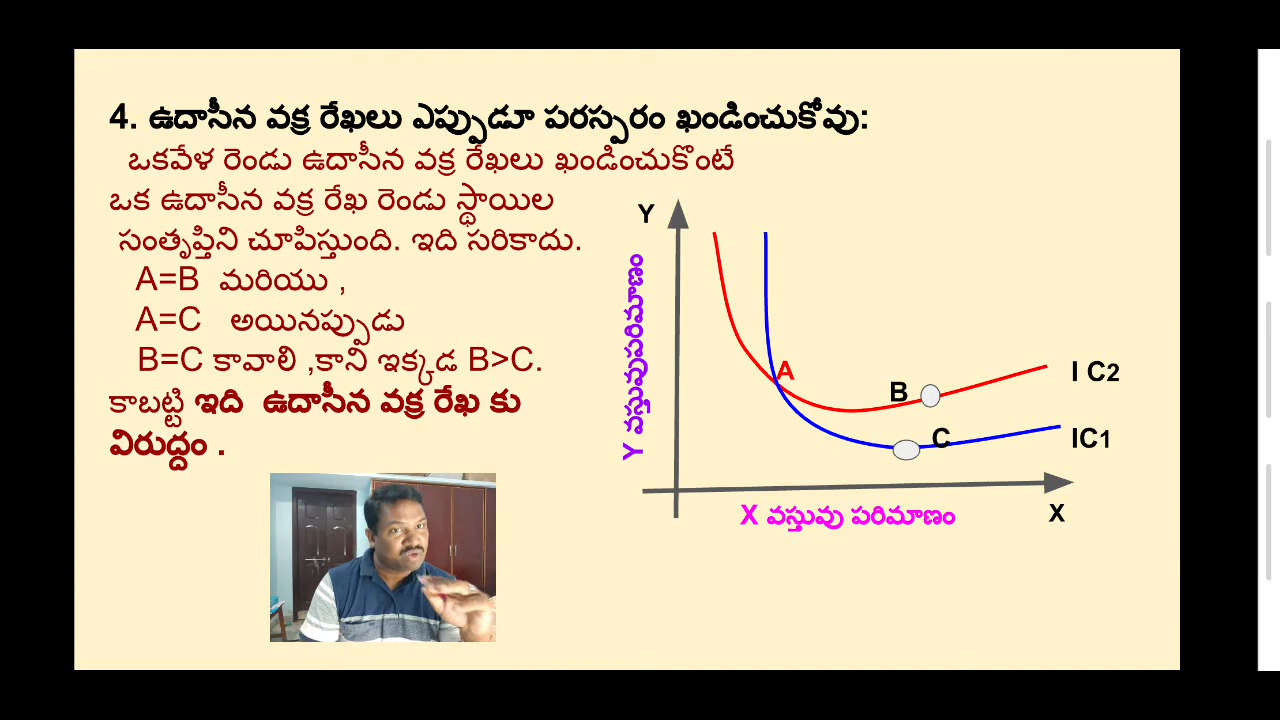 4. ఉదాసీన వక్ర రేఖలు ఎప్పుడూ పరస్పరం ఖండించుకోవు:
ఒకవేళ రెండు ఉదాసీన వక్ర రేఖలు ఖండించుకొంటే
ఒక ఉదాసీన వక్ర రేఖ రెండు స్థాయిల
సంతృప్తిని చూపిస్తుంది. ఇది సరికాదు.
A=B మరియు ,
A=C అయినప్పుడు
B=C కావాలి ,కాని ఇక్కడ B>C.
కాబట్టి ఇది ఉదాసీన వక్ర రేఖ కు
విరుద్దం .
Y
Y వస్తువుపరిమాణం
A
B
I C2
C
IC1
X వస్తువు పరిమాణం
X